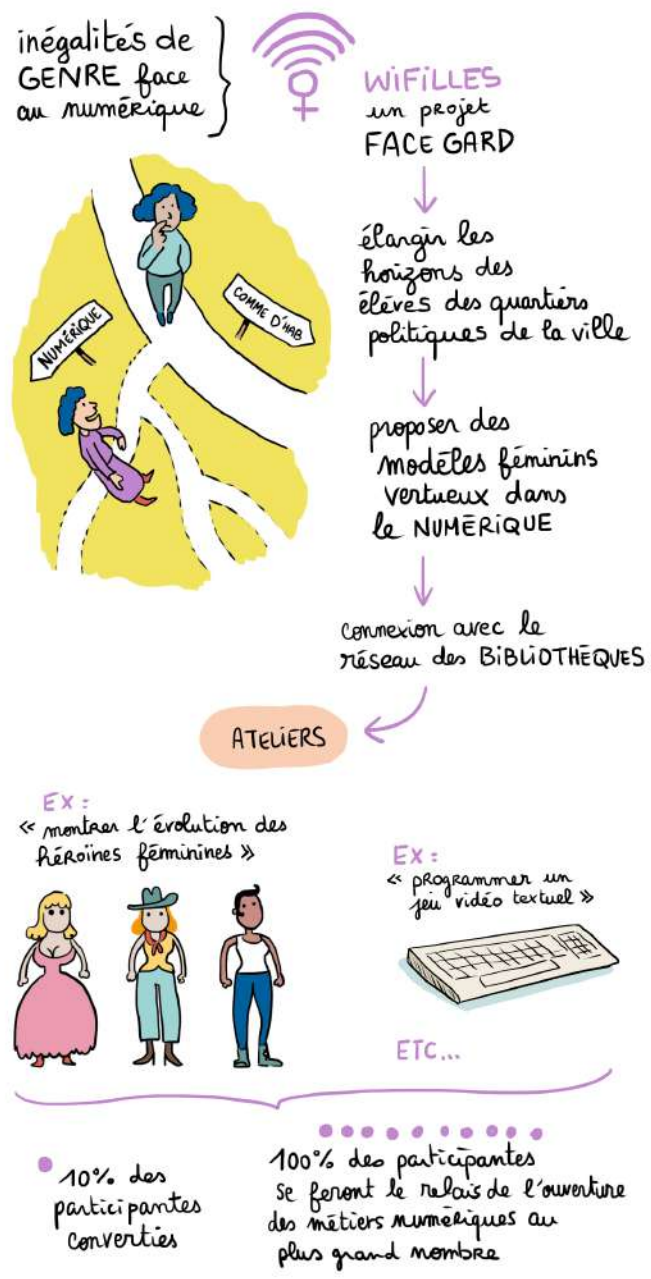 inégalités de
GENRE face
au numérique
WiFiLLES
un projet
FACE GARD
élargir les
horizons des
élèves des quartiers
politiques de la ville
NUMÉRIQUE
COMME D'HAB
proposer des
modèles féminins
vertueux dans
le NUMÉRiQUE
connexion avec le
réseau des BiBLiOTHÈQUES
ATELiERS
EX :
« montrer l'évolution des
héroïnes féminines »
EX :
« programmer un
jeu vidéo textuel »
ETC...
10% des
participantes
converties
100% des participantes
se feront le relais de l'ouverture
des métiers numériques au
plus grand nombre